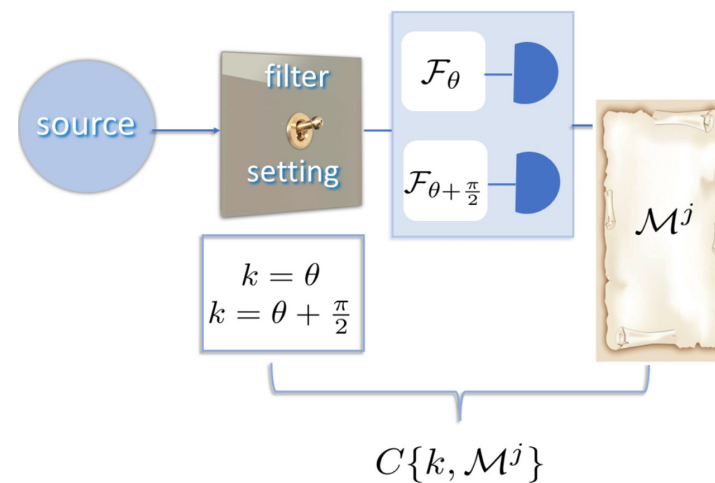 source
filter
setting
$\mathcal{F}_{\theta}$
$\mathcal{F}_{\theta+\frac{\pi}{2}}$
$\mathcal{M}^{j}$
$k = \theta$
$k = \theta + \frac{\pi}{2}$
$C\{k, \mathcal{M}^{j}\}$